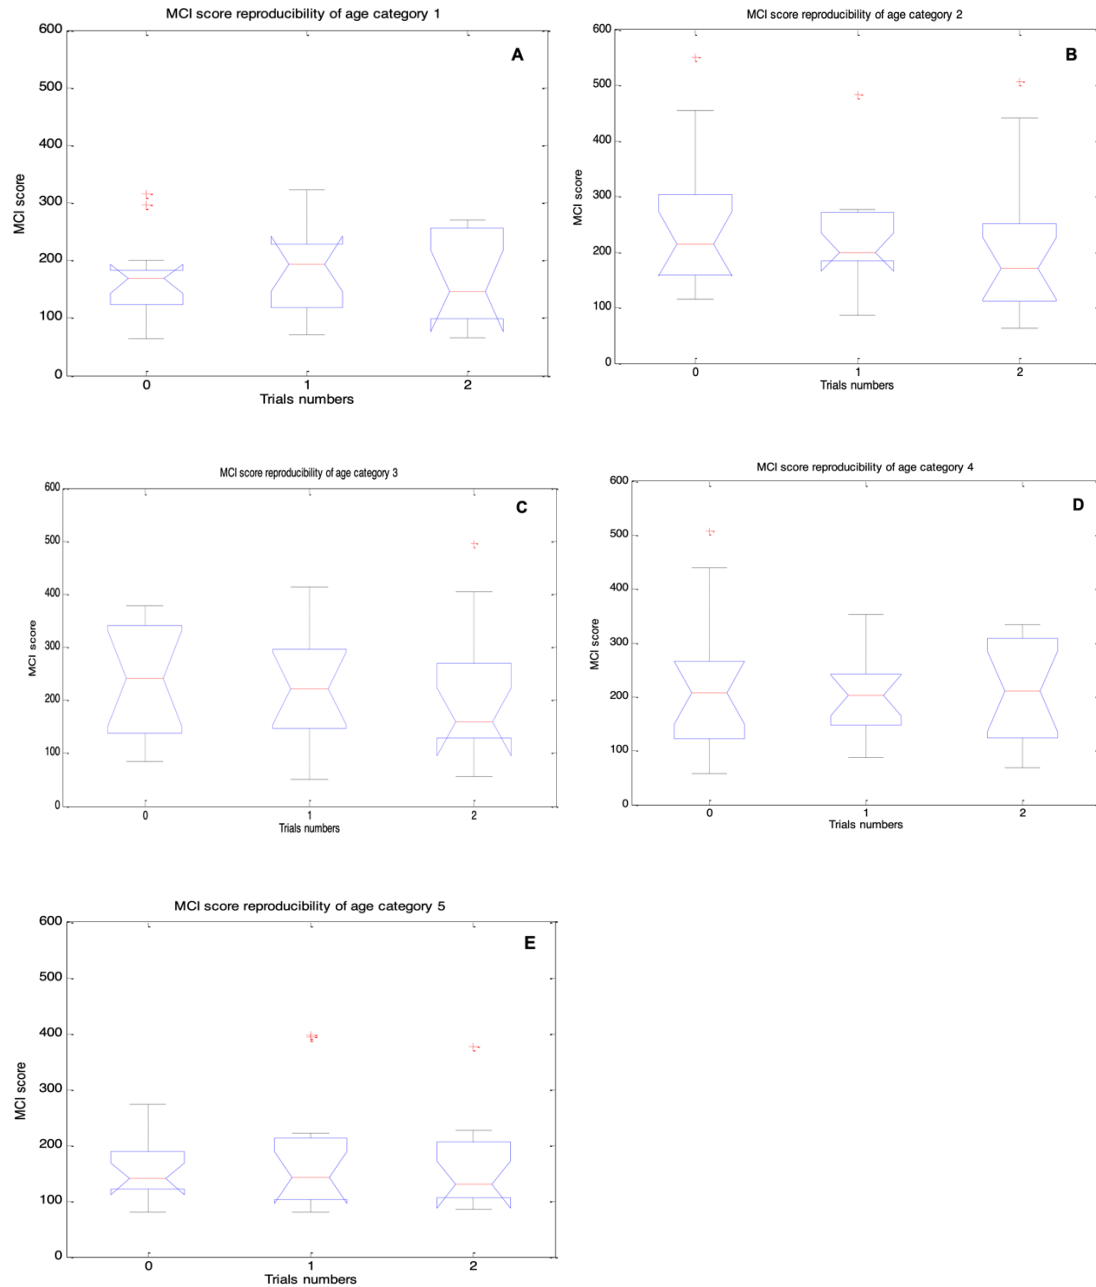 MCI score reproducibility of age category 1
A
MCI score
600
500
400
300
200
100
0
0 1 2
Trials numbers
MCI score reproducibility of age category 2
B
MCI score
600
500
400
300
200
100
0
0 1 2
Trials numbers
MCI score reproducibility of age category 3
C
MCI score
600
500
400
300
200
100
0
0 1 2
Trials numbers
MCI score reproducibility of age category 4
D
MCI score
600
500
400
300
200
100
0
0 1 2
Trials numbers
MCI score reproducibility of age category 5
E
MCI score
600
500
400
300
200
100
0
0 1 2
Trials numbers